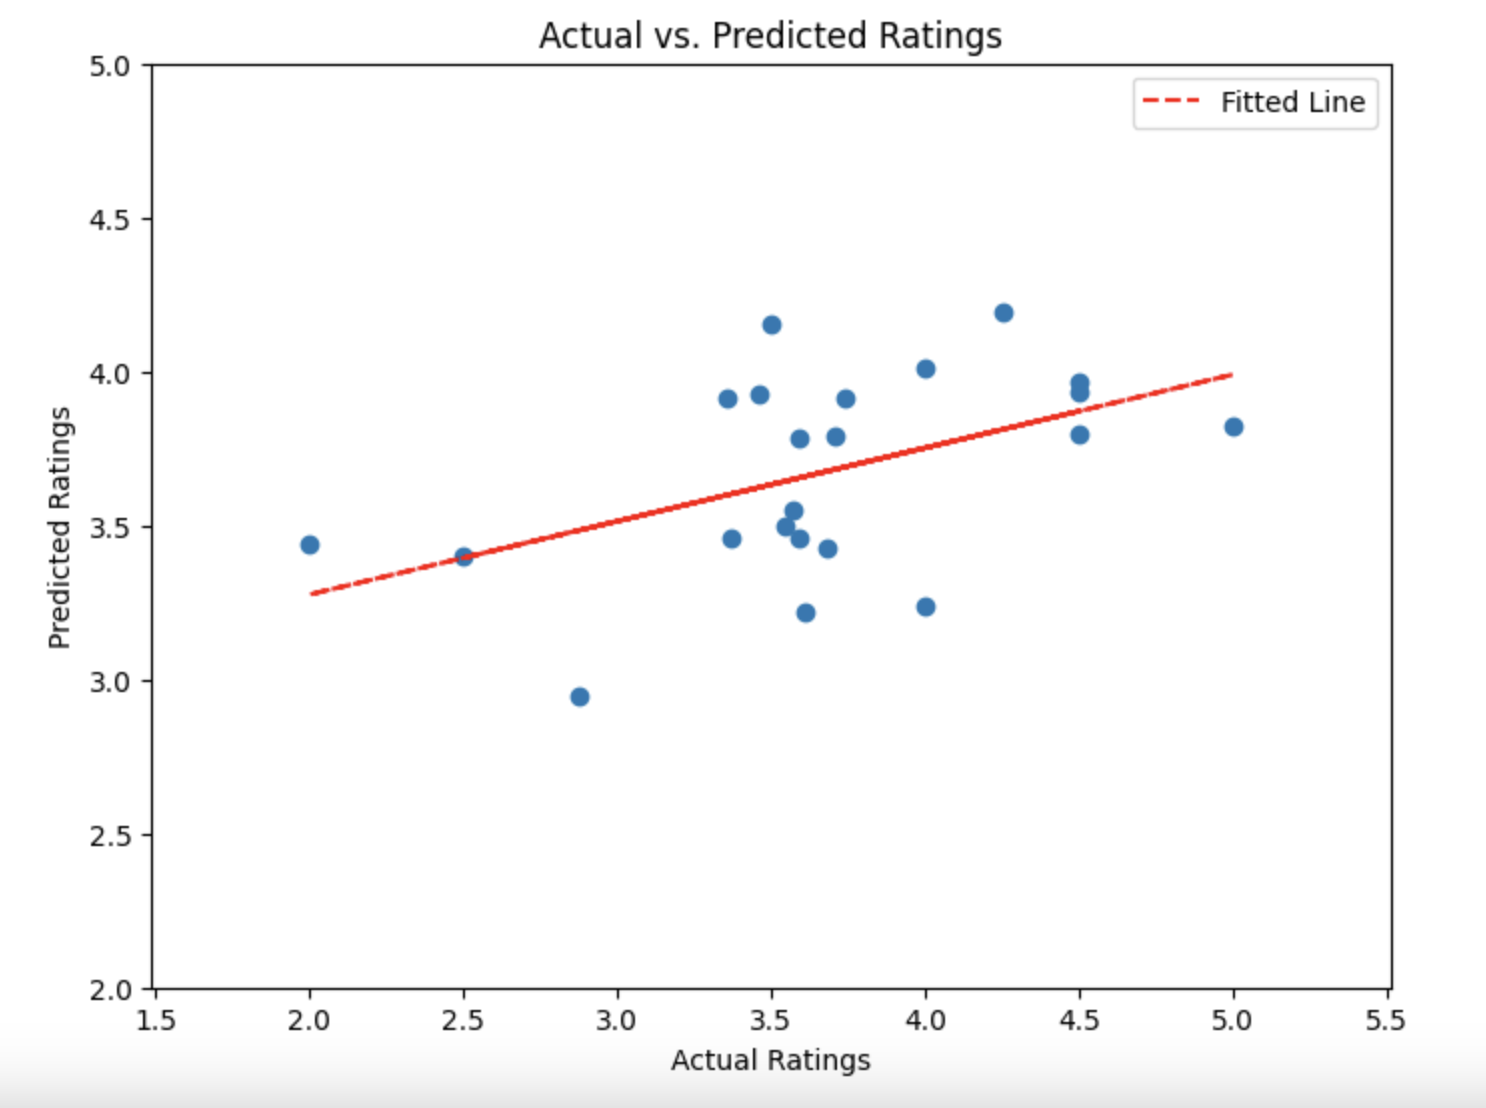 Actual vs. Predicted Ratings
Fitted Line
Predicted Ratings
5.0
4.5
4.0
3.5
3.0
2.5
2.0
1.5 2.0 2.5 3.0 3.5 4.0 4.5 5.0 5.5
Actual Ratings